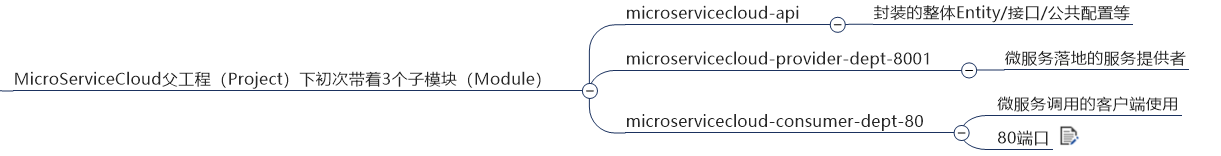 MicroServiceCloud父工程（Project）下初次带着3个子模块（Module）
microservicecloud-api
封装的整体Entity/接口/公共配置等
microservicecloud-provider-dept-8001
微服务落地的服务提供者
microservicecloud-consumer-dept-80
微服务调用的客户端使用
80端口